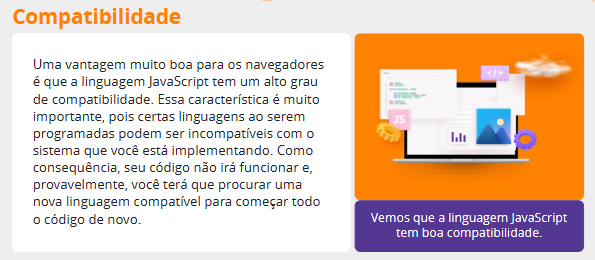 Compatibilidade
Uma vantagem muito boa para os navegadores
é que a linguagem JavaScript tem um alto grau
de compatibilidade. Essa característica é muito
importante, pois certas linguagens ao serem
programadas podem ser incompatíveis com o
sistema que você está implementando. Como
consequência, seu código não irá funcionar e,
provavelmente, você terá que procurar uma
nova linguagem compatível para começar todo
o código de novo.
</>
JS
Vemos que a linguagem JavaScript
tem boa compatibilidade.